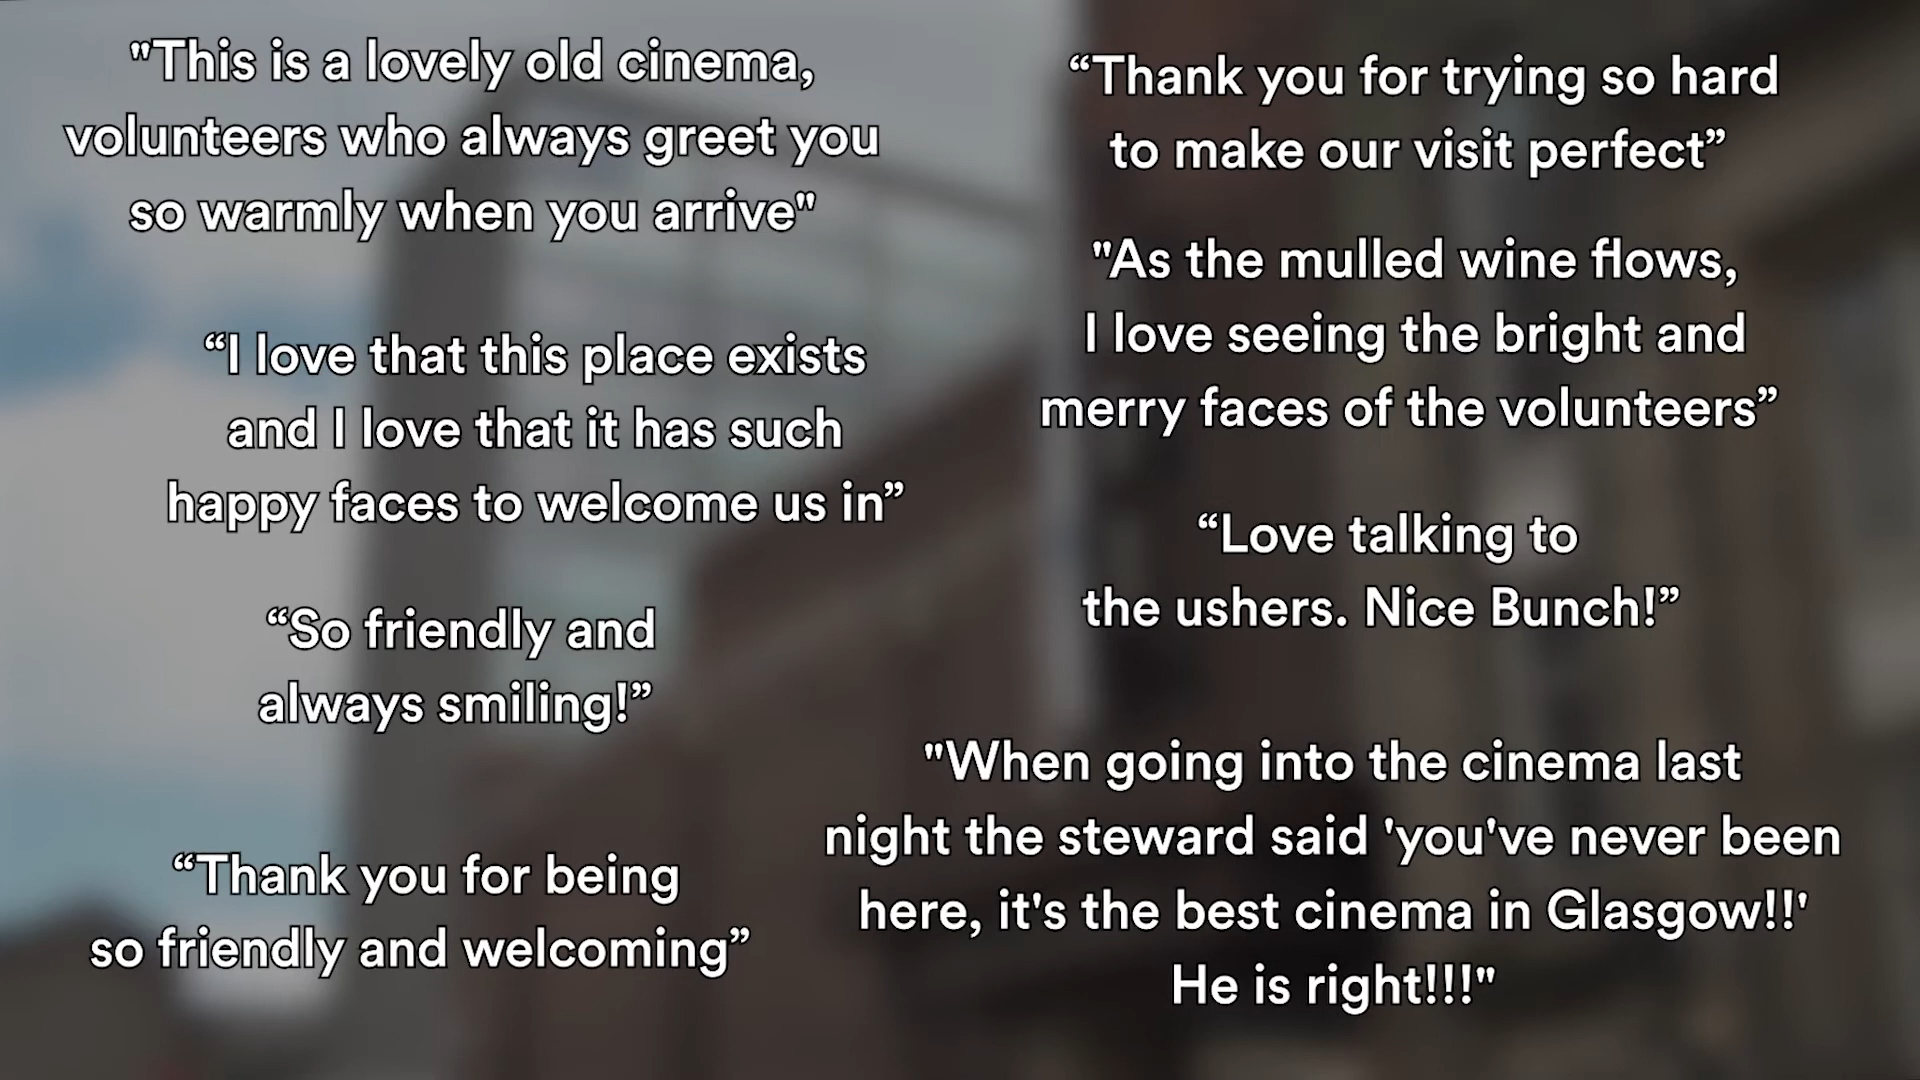 "This is a lovely old cinema,
volunteers who always greet you
so warmly when you arrive"
“I love that this place exists
and I love that it has such
happy faces to welcome us in”
“So friendly and
always smiling!”
“Thank you for being
so friendly and welcoming”
“Thank you for trying so hard
to make our visit perfect”
"As the mulled wine flows,
I love seeing the bright and
merry faces of the volunteers”
“Love talking to
the ushers. Nice Bunch!”
"When going into the cinema last
night the steward said 'you've never been
here, it's the best cinema in Glasgow!!'
He is right!!!"